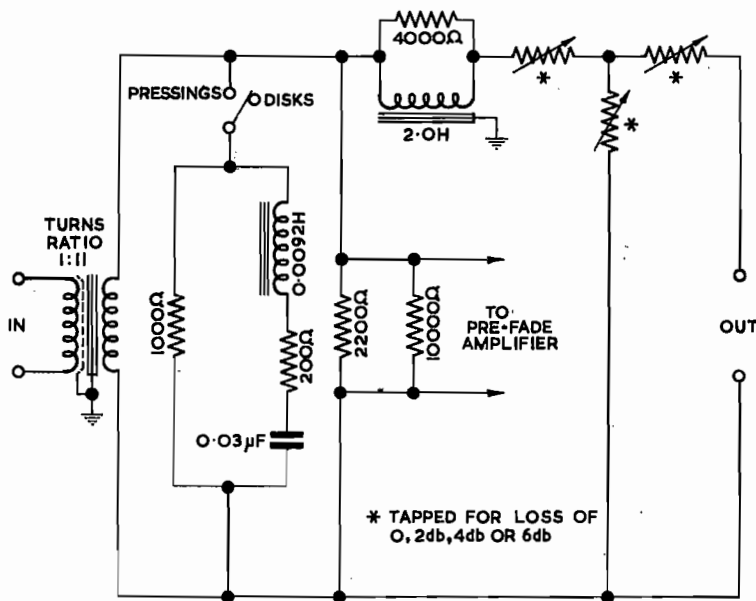 4000Ω
*
*
PRESSINGS
DISKS
2·0H
*
TURNS
RATIO
1:11
0·0092H
IN
1000Ω
200Ω
2200Ω
10000Ω
TO
PRE-FADE
AMPLIFIER
OUT
0·03μF
* TAPPED FOR LOSS OF
0, 2db, 4db OR 6db